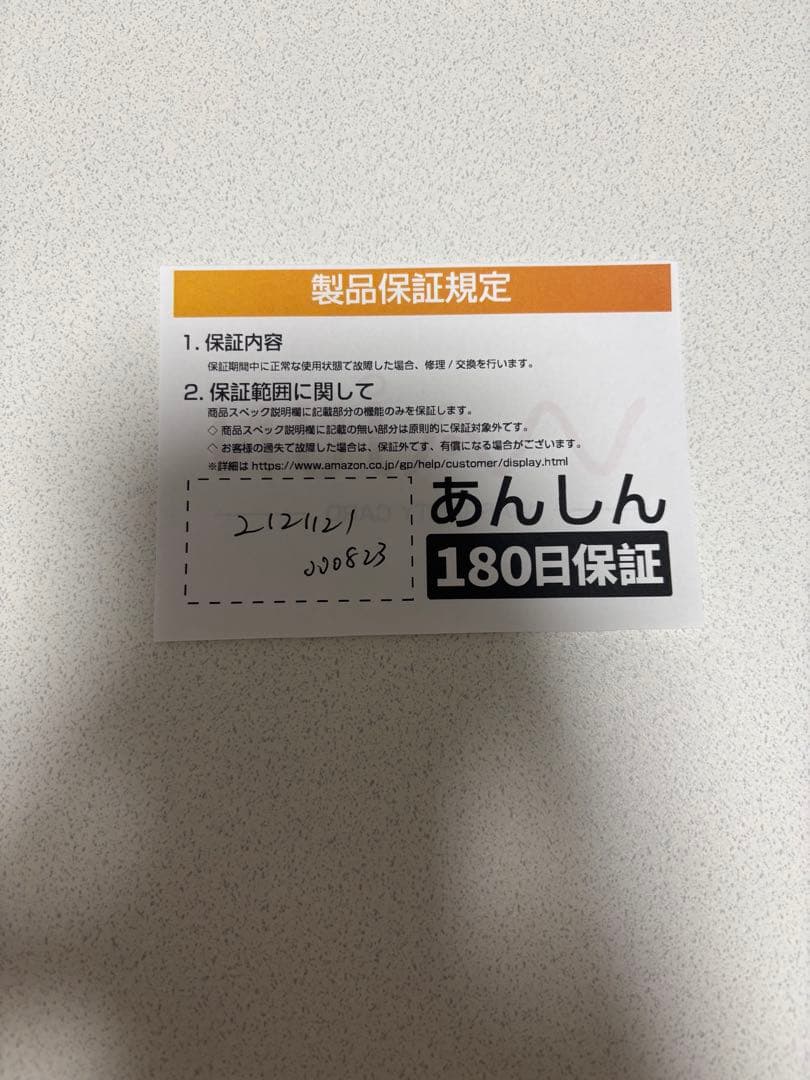 製品保証規定
1. 保証内容
保証期間中に正常な使用状態で故障した場合、修理 / 交換を行います。
2. 保証範囲に関して
商品スペック説明欄に記載部分の機能のみを保証します。
◇ 商品スペック説明欄に記載の無い部分は原則的に保証対象外です。
◇ お客様の過失で故障した場合は、保証外です、有償になる場合がございます。
※詳細は https://www.amazon.co.jp/gp/help/customer/display.html
2121121
000823
あんしん
180日保証